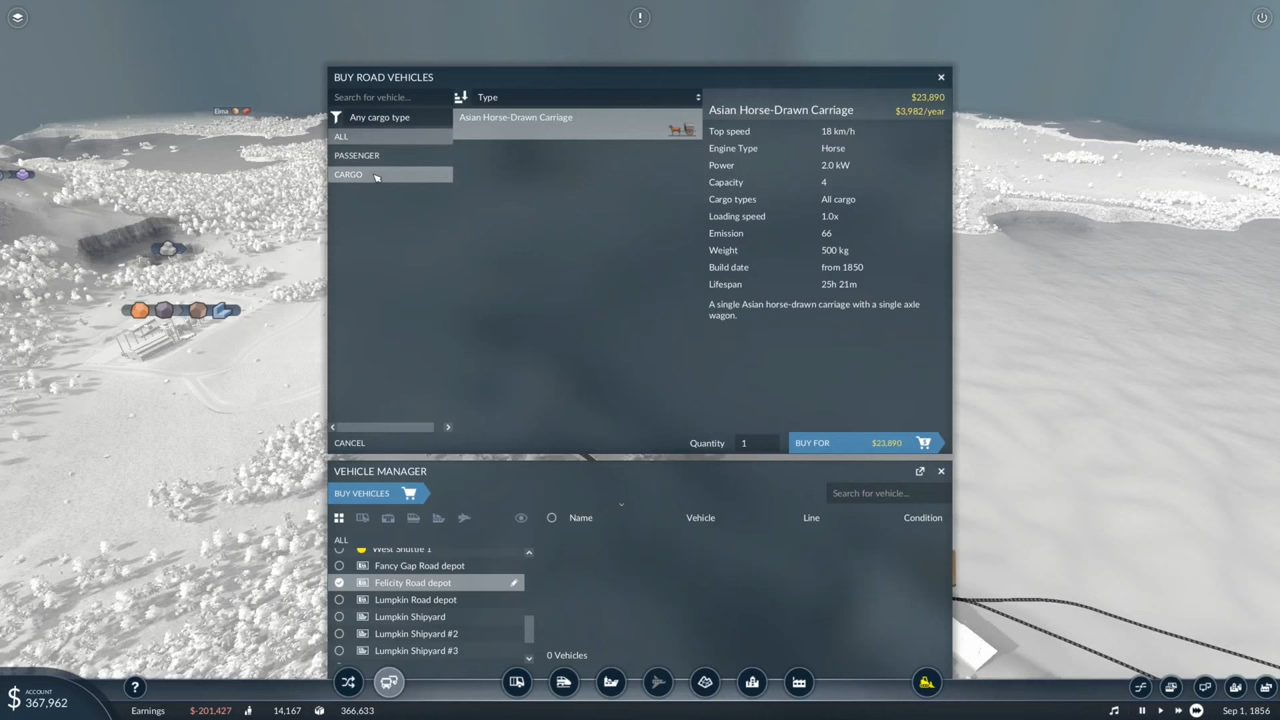 Elma
BUY ROAD VEHICLES
Search for vehicle...
Type
Any cargo type
ALL
PASSENGER
CARGO
Asian Horse-Drawn Carriage
$23,890
Asian Horse-Drawn Carriage
$3,982/year
Top speed 18 km/h
Engine Type Horse
Power 2.0 kW
Capacity 4
Cargo types All cargo
Loading speed 1.0x
Emission 66
Weight 500 kg
Build date from 1850
Lifespan 25h 21m
A single Asian horse-drawn carriage with a single axle
wagon.
CANCEL
Quantity 1
BUY FOR $23,890
VEHICLE MANAGER
BUY VEHICLES
Search for vehicle...
Name Vehicle Line Condition
ALL
West Shuttle 1
Fancy Gap Road depot
Felicity Road depot
Lumpkin Road depot
Lumpkin Shipyard
Lumpkin Shipyard #2
Lumpkin Shipyard #3
0 Vehicles
$ ACCOUNT
367,962
?
Earnings $-201,427 14,167 366,633
Sep 1, 1856